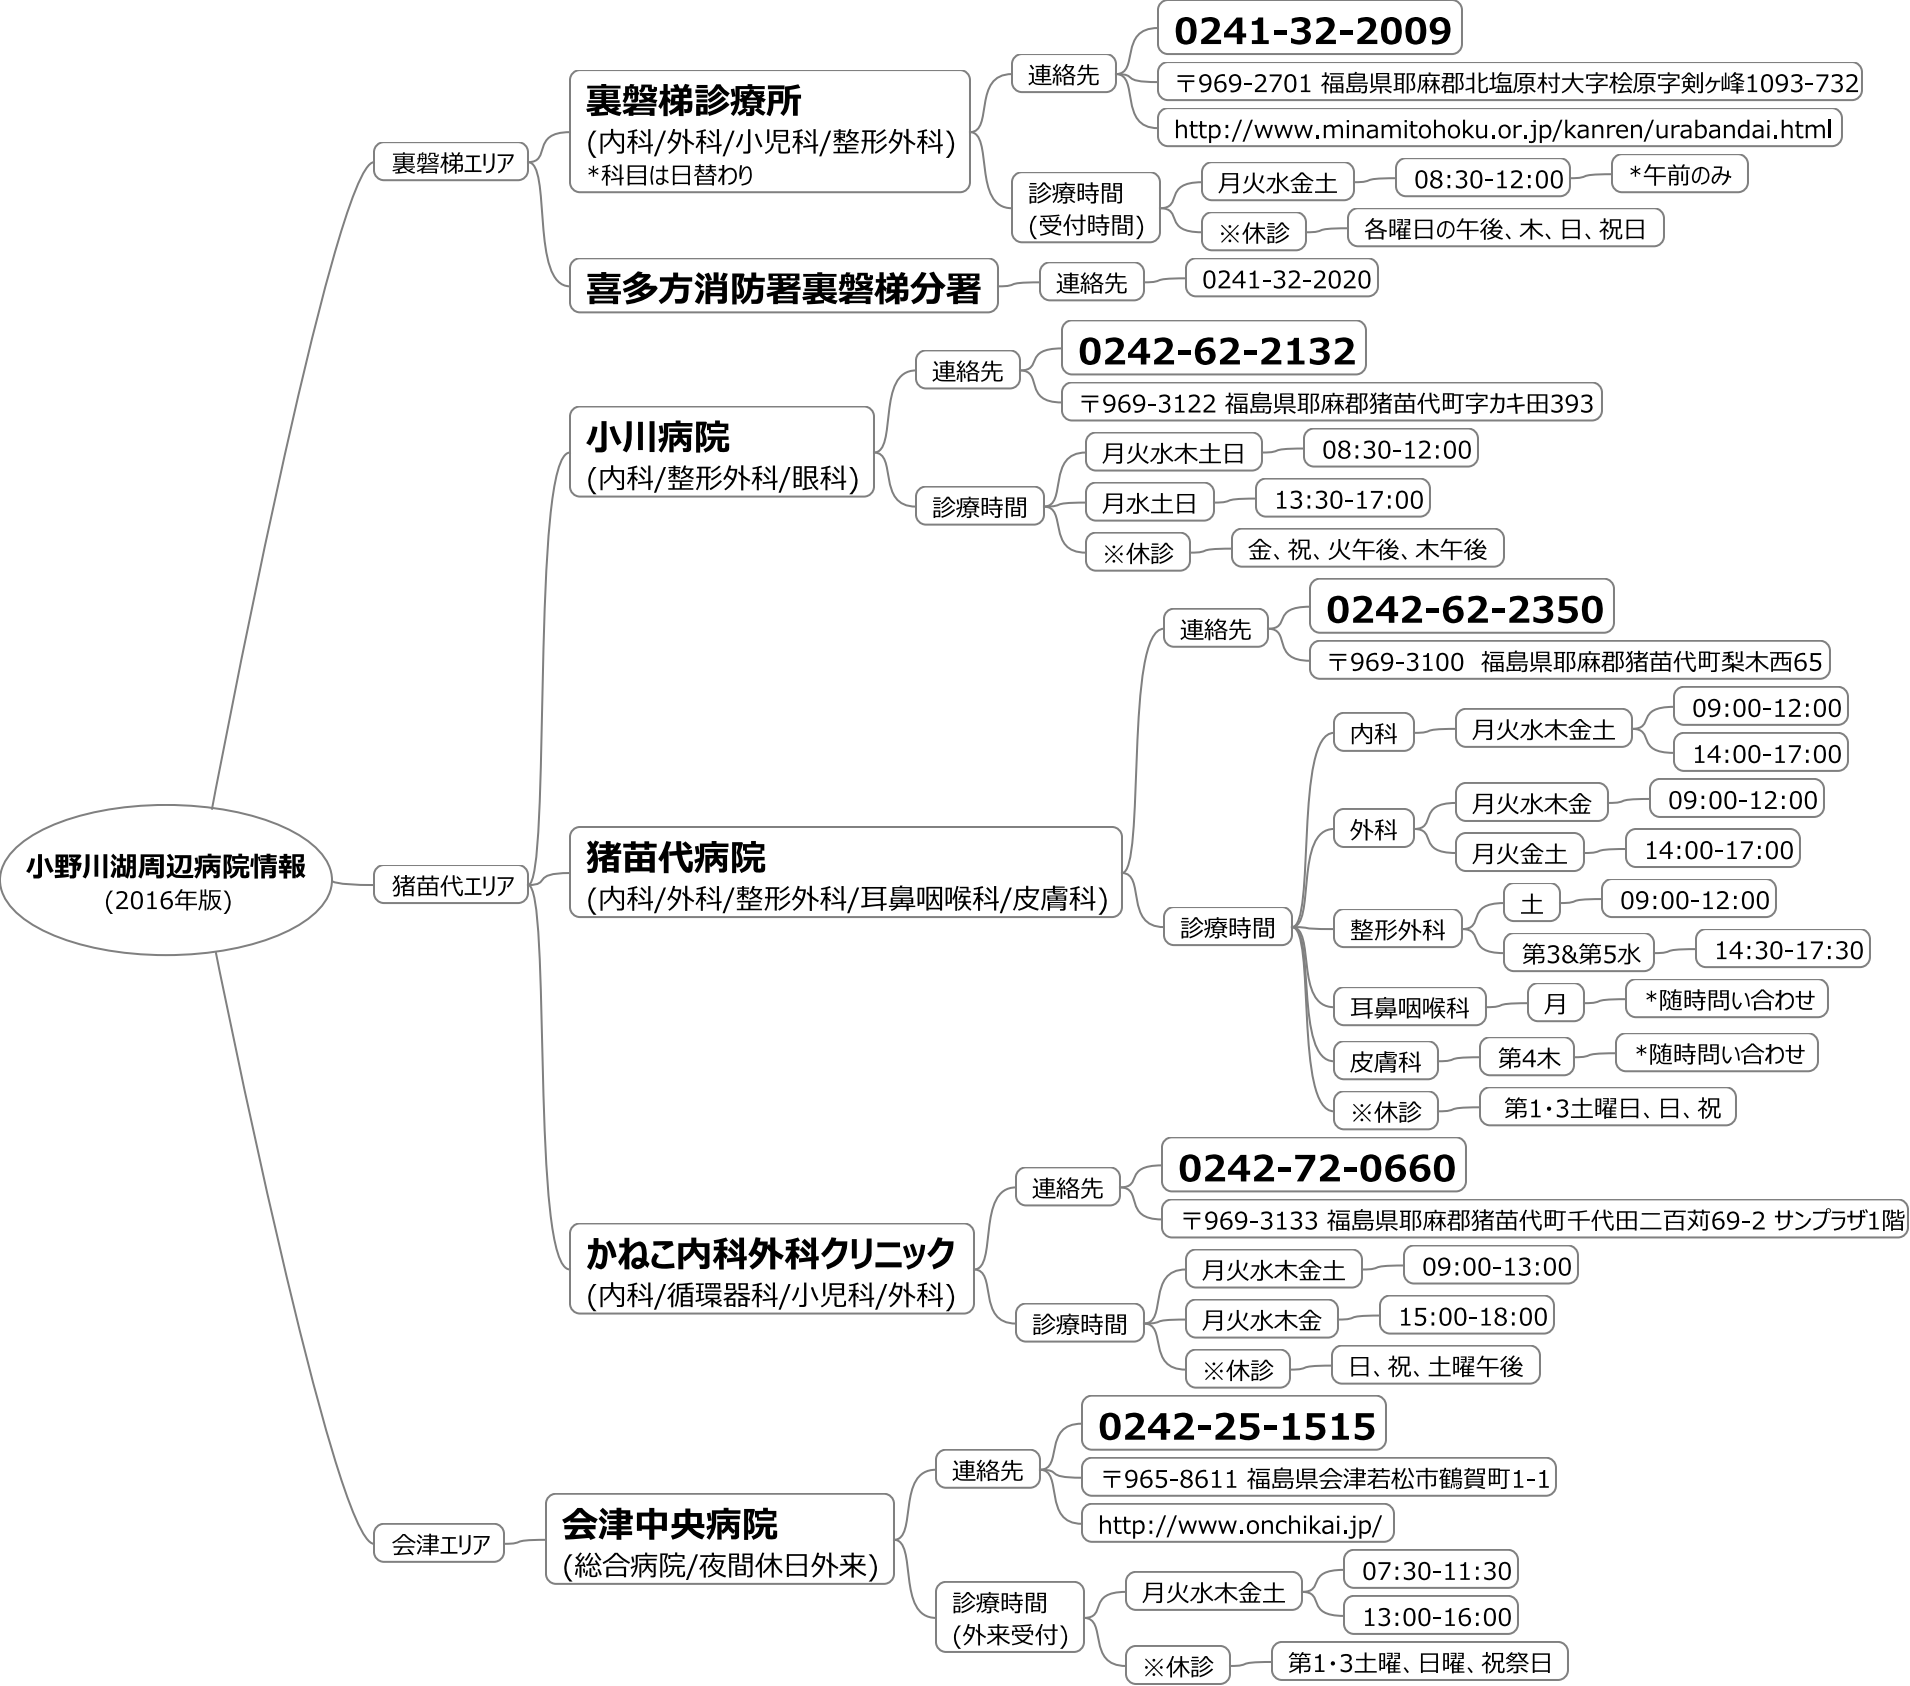 小野川湖周辺病院情報
(2016年版)
裏磐梯エリア
裏磐梯診療所
(内科/外科/小児科/整形外科)
*科目は日替わり
連絡先
0241-32-2009
〒969-2701 福島県耶麻郡北塩原村大字桧原字剣ヶ峰1093-732
http://www.minamitohoku.or.jp/kanren/urabandai.html
診療時間
(受付時間)
月火水金土
08:30-12:00
*午前のみ
※休診
各曜日の午後、木、日、祝日
喜多方消防署裏磐梯分署
連絡先
0241-32-2020
猪苗代エリア
小川病院
(内科/整形外科/眼科)
連絡先
0242-62-2132
〒969-3122 福島県耶麻郡猪苗代町字カキ田393
診療時間
月火水木土日
08:30-12:00
月水土日
13:30-17:00
※休診
金、祝、火午後、木午後
猪苗代病院
(内科/外科/整形外科/耳鼻咽喉科/皮膚科)
連絡先
0242-62-2350
〒969-3100 福島県耶麻郡猪苗代町梨木西65
診療時間
内科
月火水木金土
09:00-12:00
14:00-17:00
外科
月火水木金
09:00-12:00
月火金土
14:00-17:00
整形外科
土
09:00-12:00
第3&第5水
14:30-17:30
耳鼻咽喉科
月
*随時問い合わせ
皮膚科
第4木
*随時問い合わせ
※休診
第1・3土曜日、日、祝
かねこ内科外科クリニック
(内科/循環器科/小児科/外科)
連絡先
0242-72-0660
〒969-3133 福島県耶麻郡猪苗代町千代田二百苅69-2 サンプラザ1階
診療時間
月火水木金土
09:00-13:00
月火水木金
15:00-18:00
※休診
日、祝、土曜午後
会津エリア
会津中央病院
(総合病院/夜間休日外来)
連絡先
0242-25-1515
〒965-8611 福島県会津若松市鶴賀町1-1
http://www.onchikai.jp/
診療時間
(外来受付)
月火水木金土
07:30-11:30
13:00-16:00
※休診
第1・3土曜、日曜、祝祭日